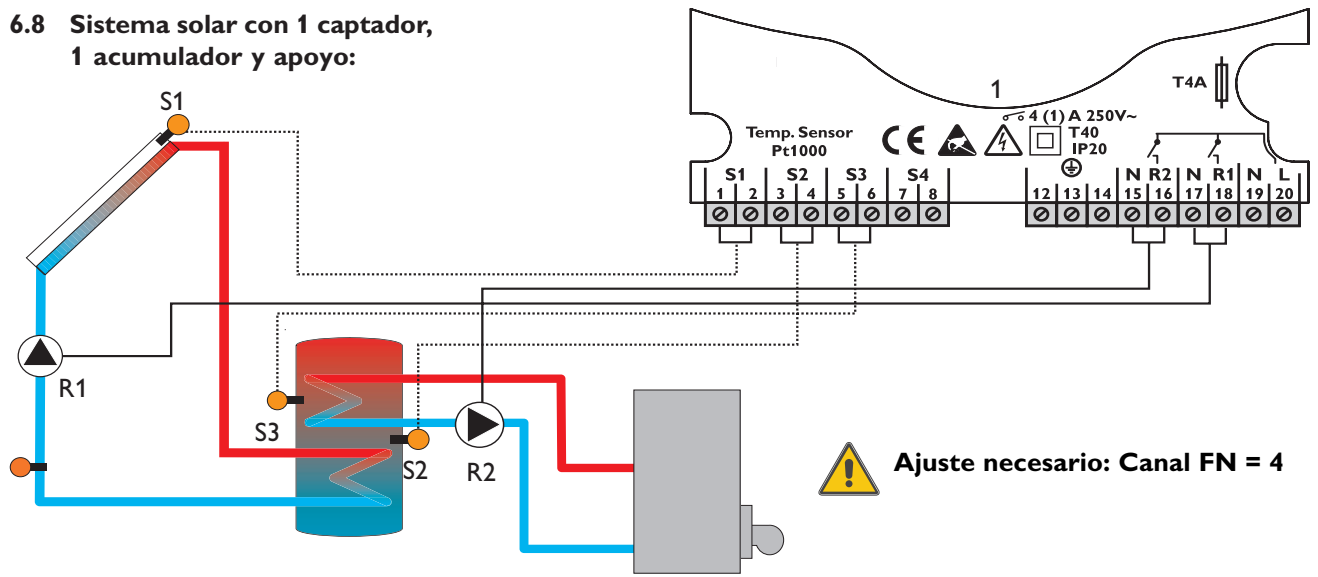 6.8 Sistema solar con 1 captador,
1 acumulador y apoyo:
S1
R1
S3
S2
R2
1
T4A
Temp. Sensor
Pt1000
CE
4 (1) A 250V~
T40
IP20
S1 S2 S3 S4
1 2 3 4 5 6 7 8
N R2 N R1 N L
12 13 14 15 16 17 18 19 20
Ajuste necesario: Canal FN = 4